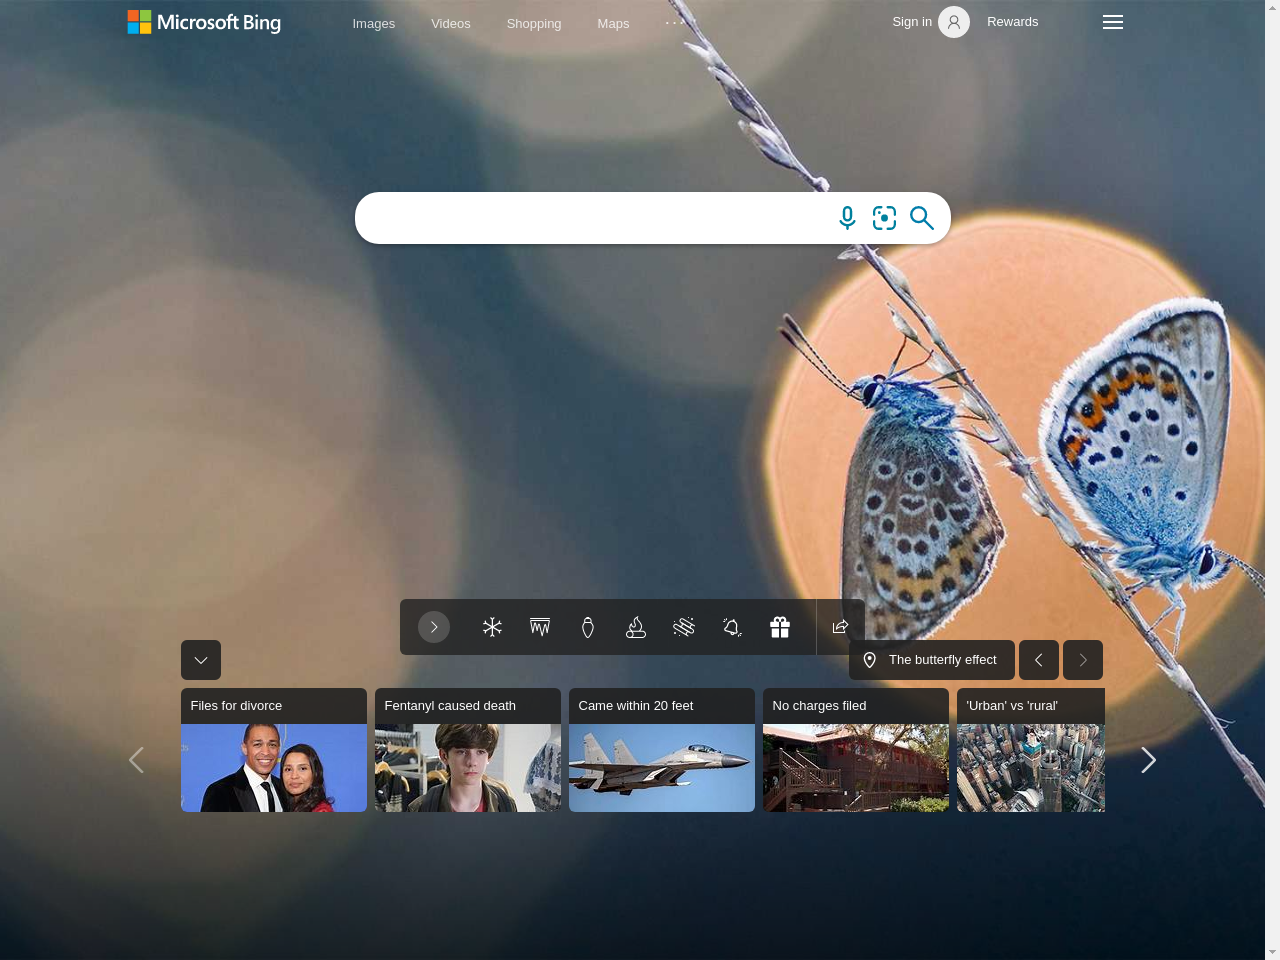 Microsoft Bing
Images
Videos
Shopping
Maps
Sign in
Rewards
The butterfly effect
Files for divorce
Fentanyl caused death
Came within 20 feet
No charges filed
'Urban' vs 'rural'